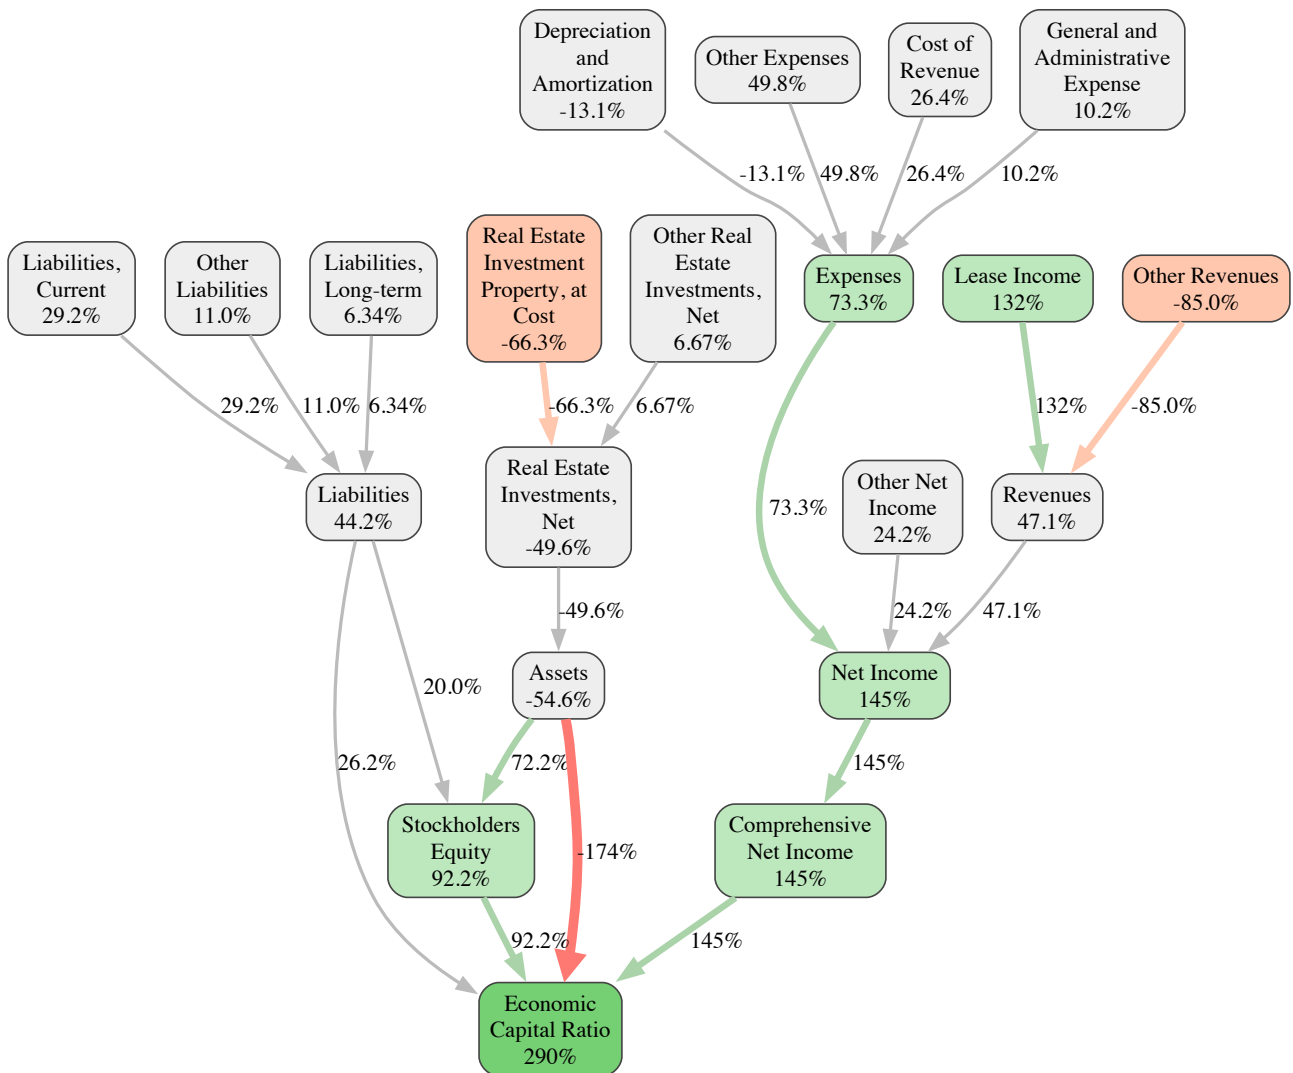 Depreciation
and
Amortization
-13.1%
Other Expenses
49.8%
Cost of
Revenue
26.4%
General and
Administrative
Expense
10.2%
-13.1%
49.8%
26.4%
10.2%
Liabilities,
Current
29.2%
Other
Liabilities
11.0%
Liabilities,
Long-term
6.34%
Real Estate
Investment
Property, at
Cost
-66.3%
Other Real
Estate
Investments,
Net
6.67%
Expenses
73.3%
Lease Income
132%
Other Revenues
-85.0%
29.2%
11.0%
6.34%
-66.3%
6.67%
132%
-85.0%
Liabilities
44.2%
Real Estate
Investments,
Net
-49.6%
73.3%
Other Net
Income
24.2%
Revenues
47.1%
-49.6%
24.2%
47.1%
Assets
-54.6%
Net Income
145%
20.0%
26.2%
72.2%
145%
Stockholders
Equity
92.2%
-174%
Comprehensive
Net Income
145%
92.2%
145%
Economic
Capital Ratio
290%